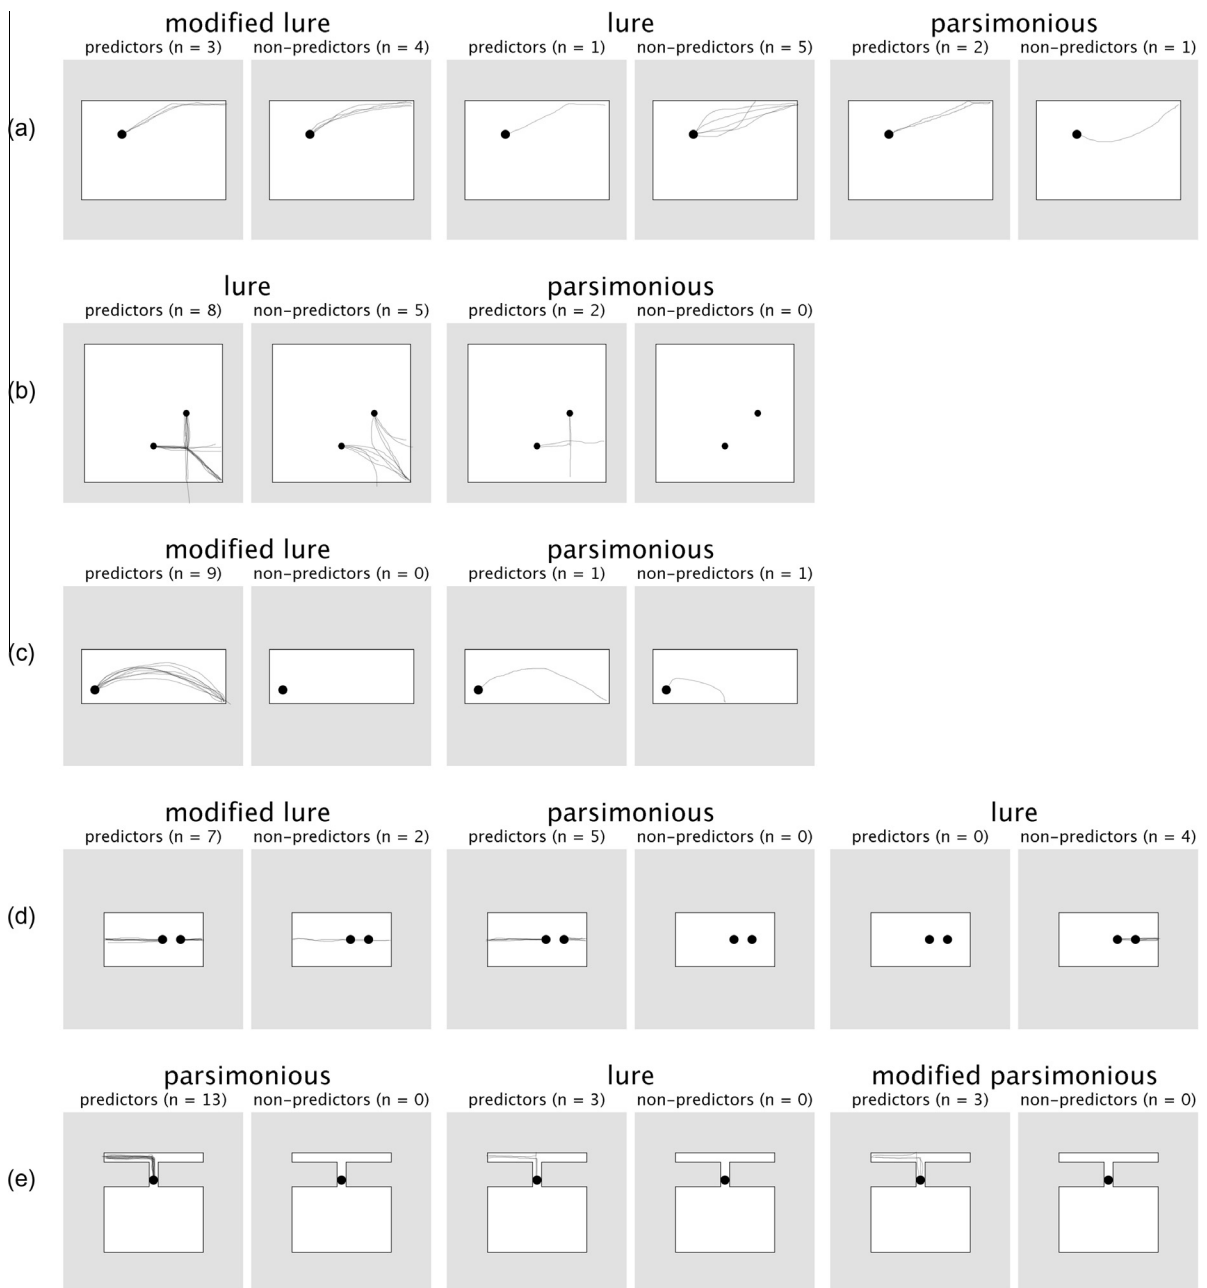 modified lure lure parsimonious
predictors (n = 3) non-predictors (n = 4) predictors (n = 1) non-predictors (n = 5) predictors (n = 2) non-predictors (n = 1)
(a)
lure parsimonious
predictors (n = 8) non-predictors (n = 5) predictors (n = 2) non-predictors (n = 0)
(b)
modified lure parsimonious
predictors (n = 9) non-predictors (n = 0) predictors (n = 1) non-predictors (n = 1)
(c)
modified lure parsimonious lure
predictors (n = 7) non-predictors (n = 2) predictors (n = 5) non-predictors (n = 0) predictors (n = 0) non-predictors (n = 4)
(d)
parsimonious lure modified parsimonious
predictors (n = 13) non-predictors (n = 0) predictors (n = 3) non-predictors (n = 0) predictors (n = 3) non-predictors (n = 0)
(e)